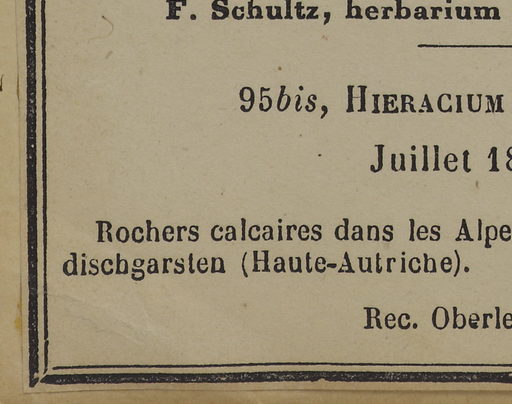 F. Schultz, herbarium
95bis, HIERACIUM
Juillet 18
Rochers calcaires dans les Alpe
dischgarsten (Haute-Autriche).
Rec. Oberle